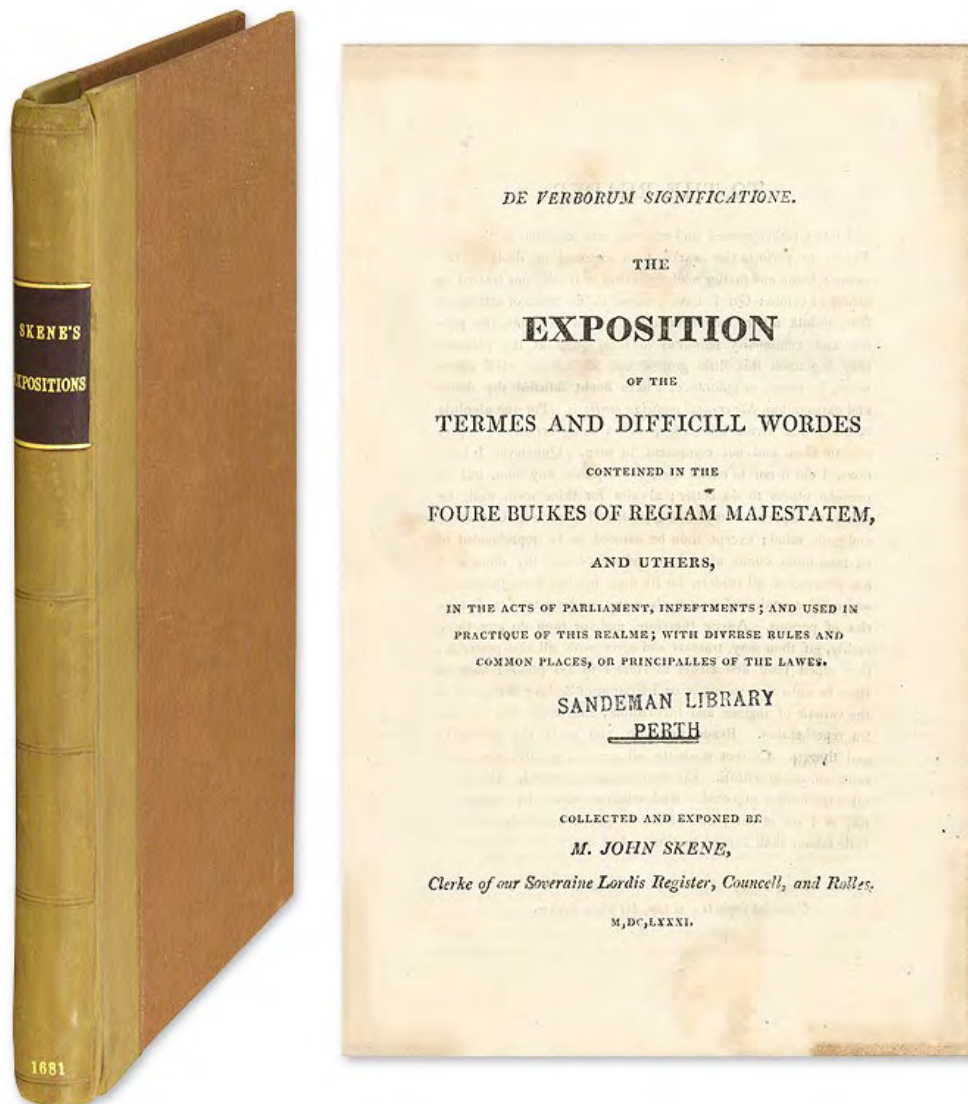 SKENE'S
EXPOSITIONS
1681
DE VERBORUM SIGNIFICATIONE.
THE
EXPOSITION
OF THE
TERMES AND DIFFICILL WORDES
CONTEINED IN THE
FOURE BUIKES OF REGIAM MAJESTATEM,
AND UTHERS,
IN THE ACTS OF PARLIAMENT, INFEFTMENTS; AND USED IN
PRACTIQUE OF THIS REALME; WITH DIVERSE RULES AND
COMMON PLACES, OR PRINCIPALLES OF THE LAWES.
SANDEMAN LIBRARY
PERTH
COLLECTED AND EXPONED BE
M. JOHN SKENE,
Clerke of our Soveraine Lordis Register, Councell, and Rolles.
M,DC,LXXXI.